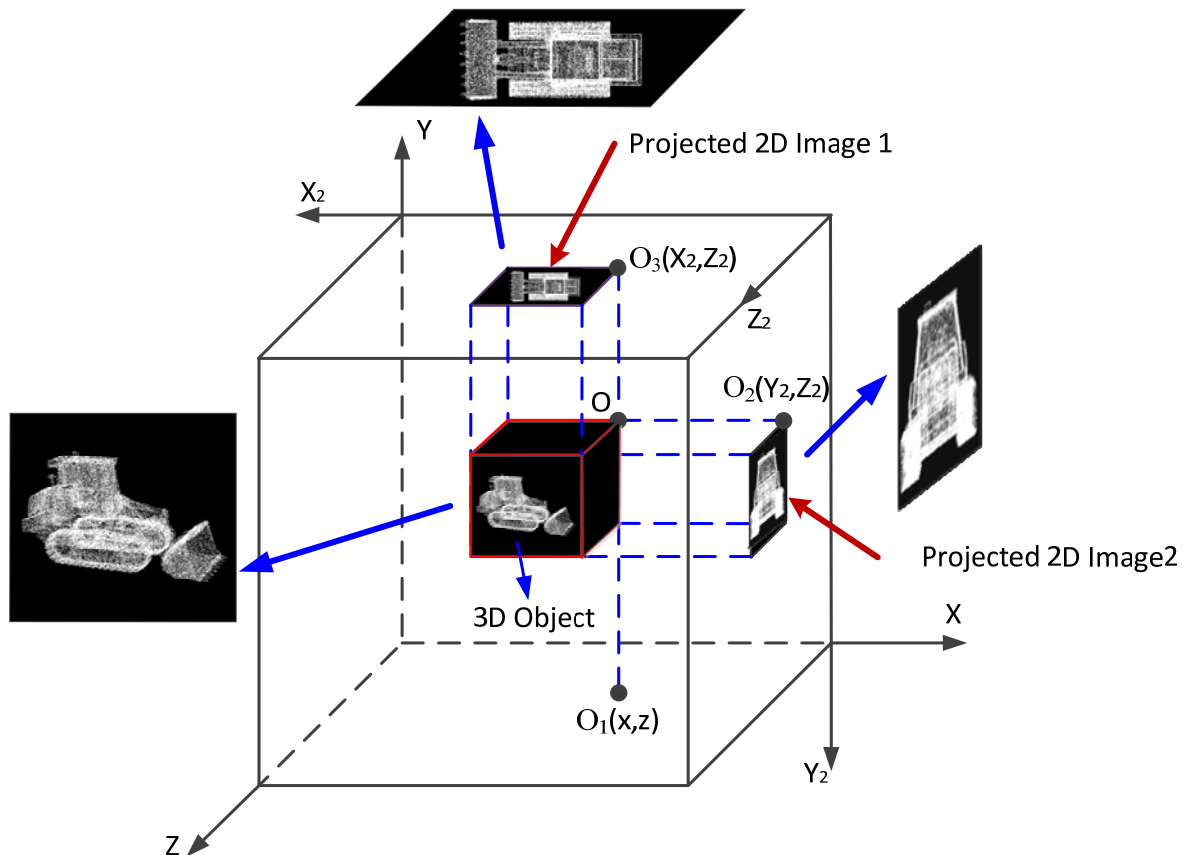 Y
Projected 2D Image 1
X₂
O₃(X₂,Z₂)
Z₂
O₂(Y₂,Z₂)
O
Projected 2D Image2
3D Object
X
O₁(x,z)
Y₂
Z